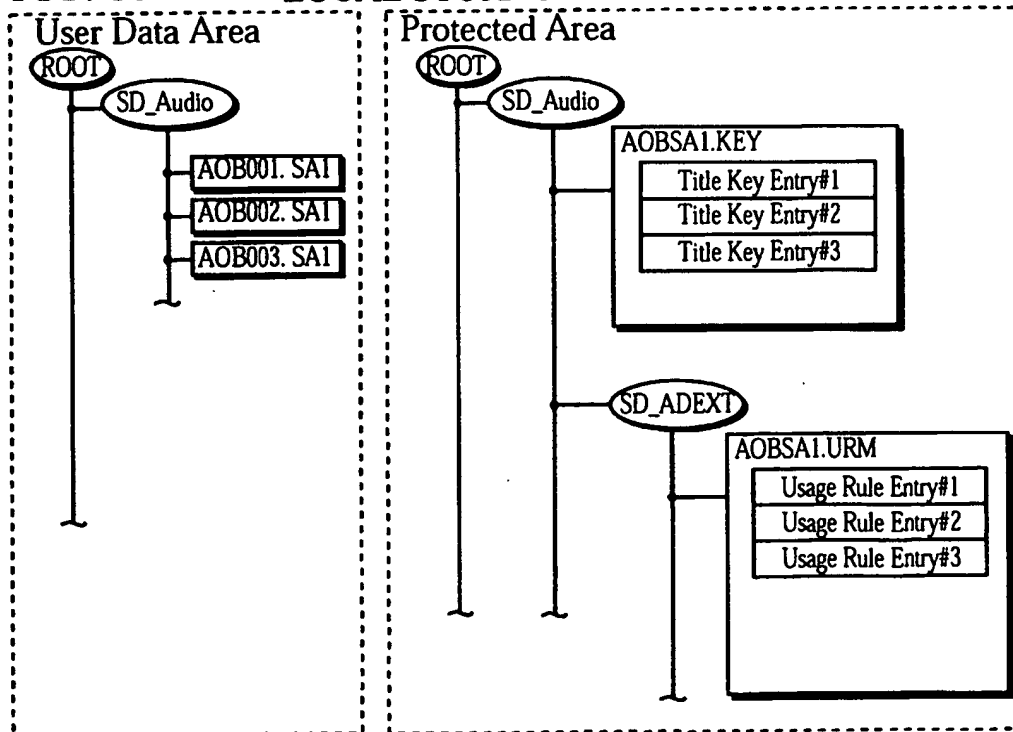 User Data Area
ROOT
SD_Audio
AOB001. SA1
AOB002. SA1
AOB003. SA1
Protected Area
ROOT
SD_Audio
AOBSA1.KEY
Title Key Entry#1
Title Key Entry#2
Title Key Entry#3
SD_ADEXT
AOBSA1.URM
Usage Rule Entry#1
Usage Rule Entry#2
Usage Rule Entry#3